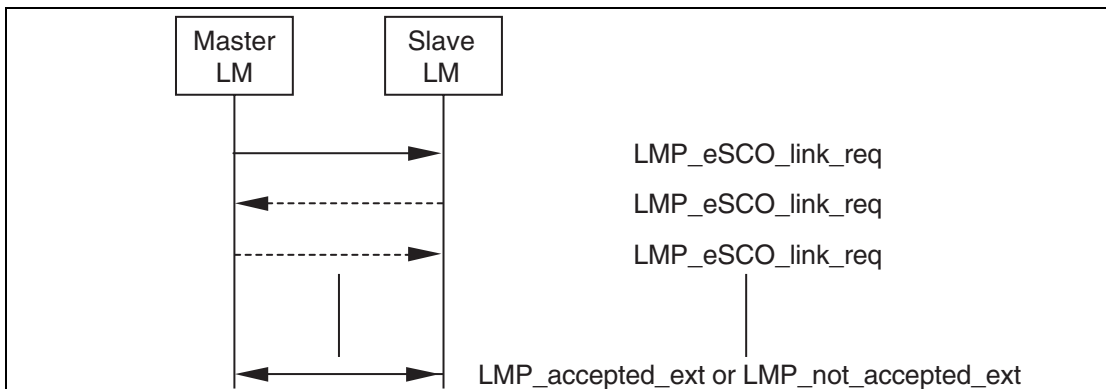 Master
LM
Slave
LM
LMP_eSCO_link_req
LMP_eSCO_link_req
LMP_eSCO_link_req
LMP_accepted_ext or LMP_not_accepted_ext